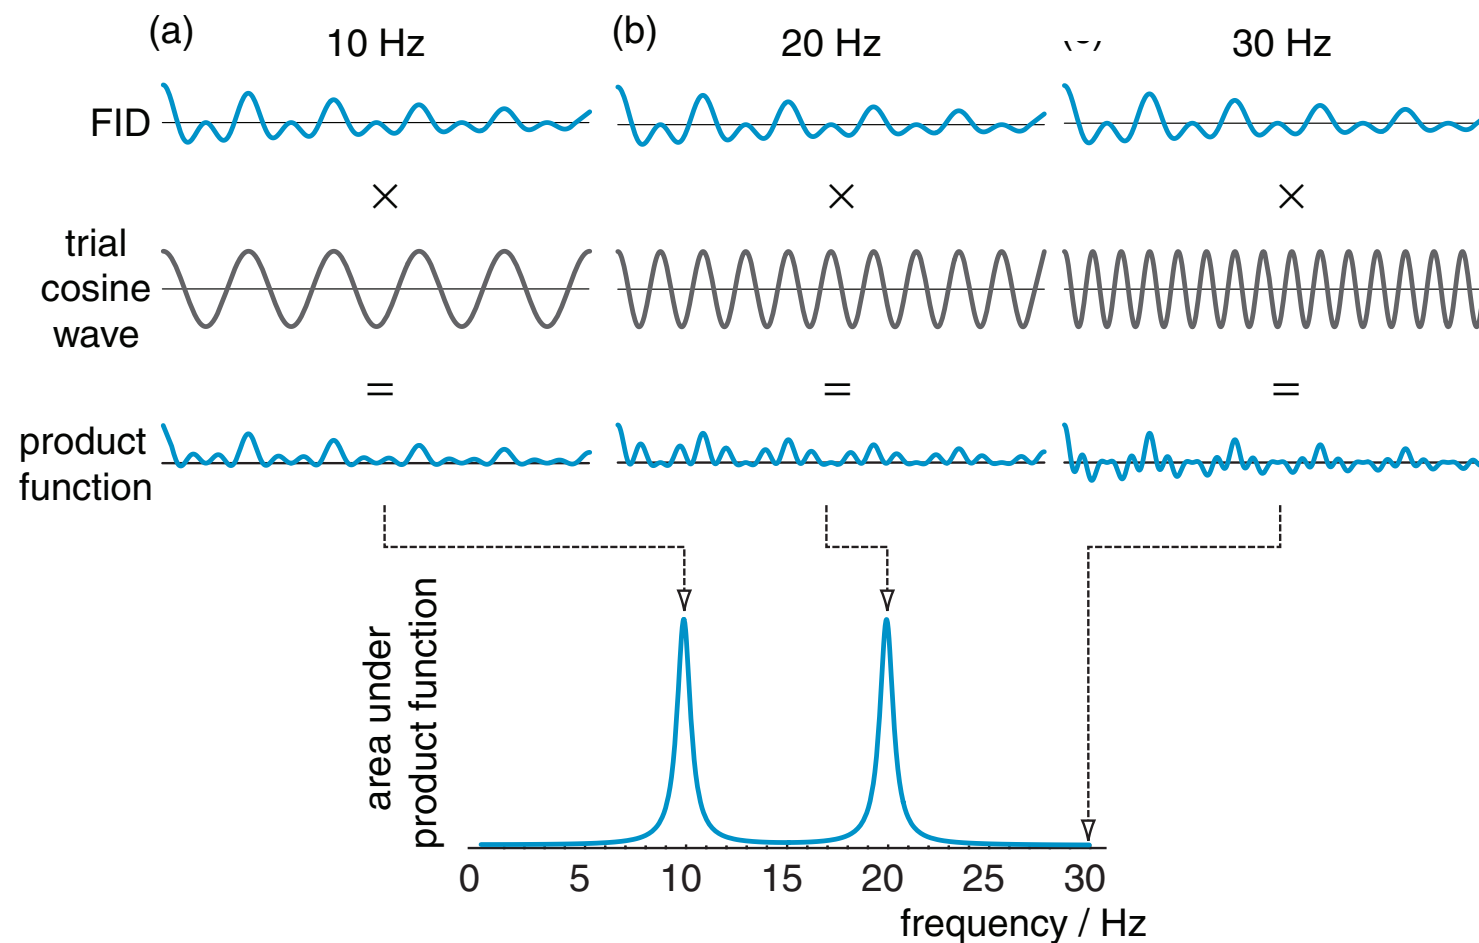 (a)
10 Hz
(b)
20 Hz
30 Hz
FID
×
×
×
trial
cosine
wave
=
=
=
product
function
area under
product function
0 5 10 15 20 25 30
frequency / Hz